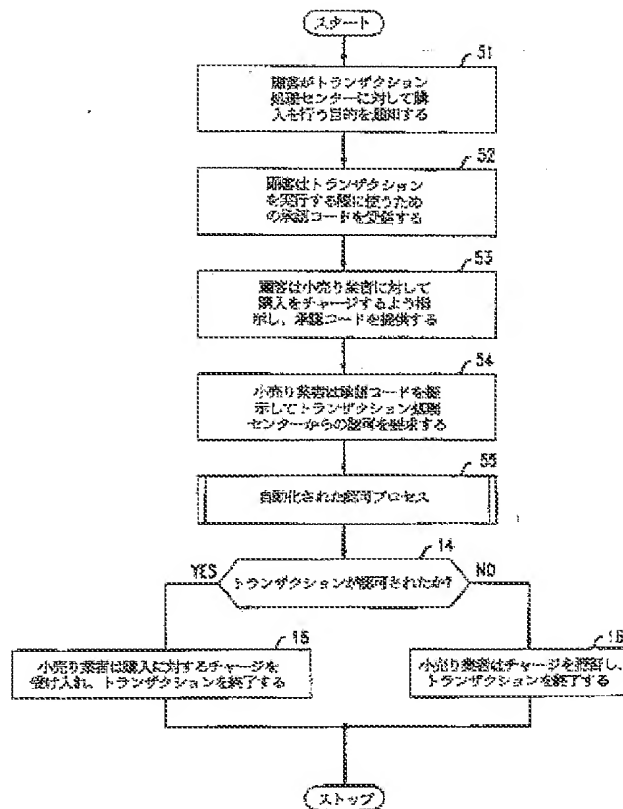 スタート
51
顧客がトランザクション
処理センターに対して購
入を行う目的を通知する
52
顧客はトランザクション
を実行する際に使うため
の承認コードを受信する
53
顧客は小売り業者に対して
購入をチャージするよう指
示し、承認コードを提供する
54
小売り業者は承認コードを提
示してトランザクション処理
センターからの認可を要求する
55
自動化された認可プロセス
14
YES
トランザクションが認可されたか?
NO
15
小売り業者は購入に対するチャージを
受け入れ、トランザクションを終了する
16
小売り業者はチャージを拒否し、
トランザクションを終了する
ストップ